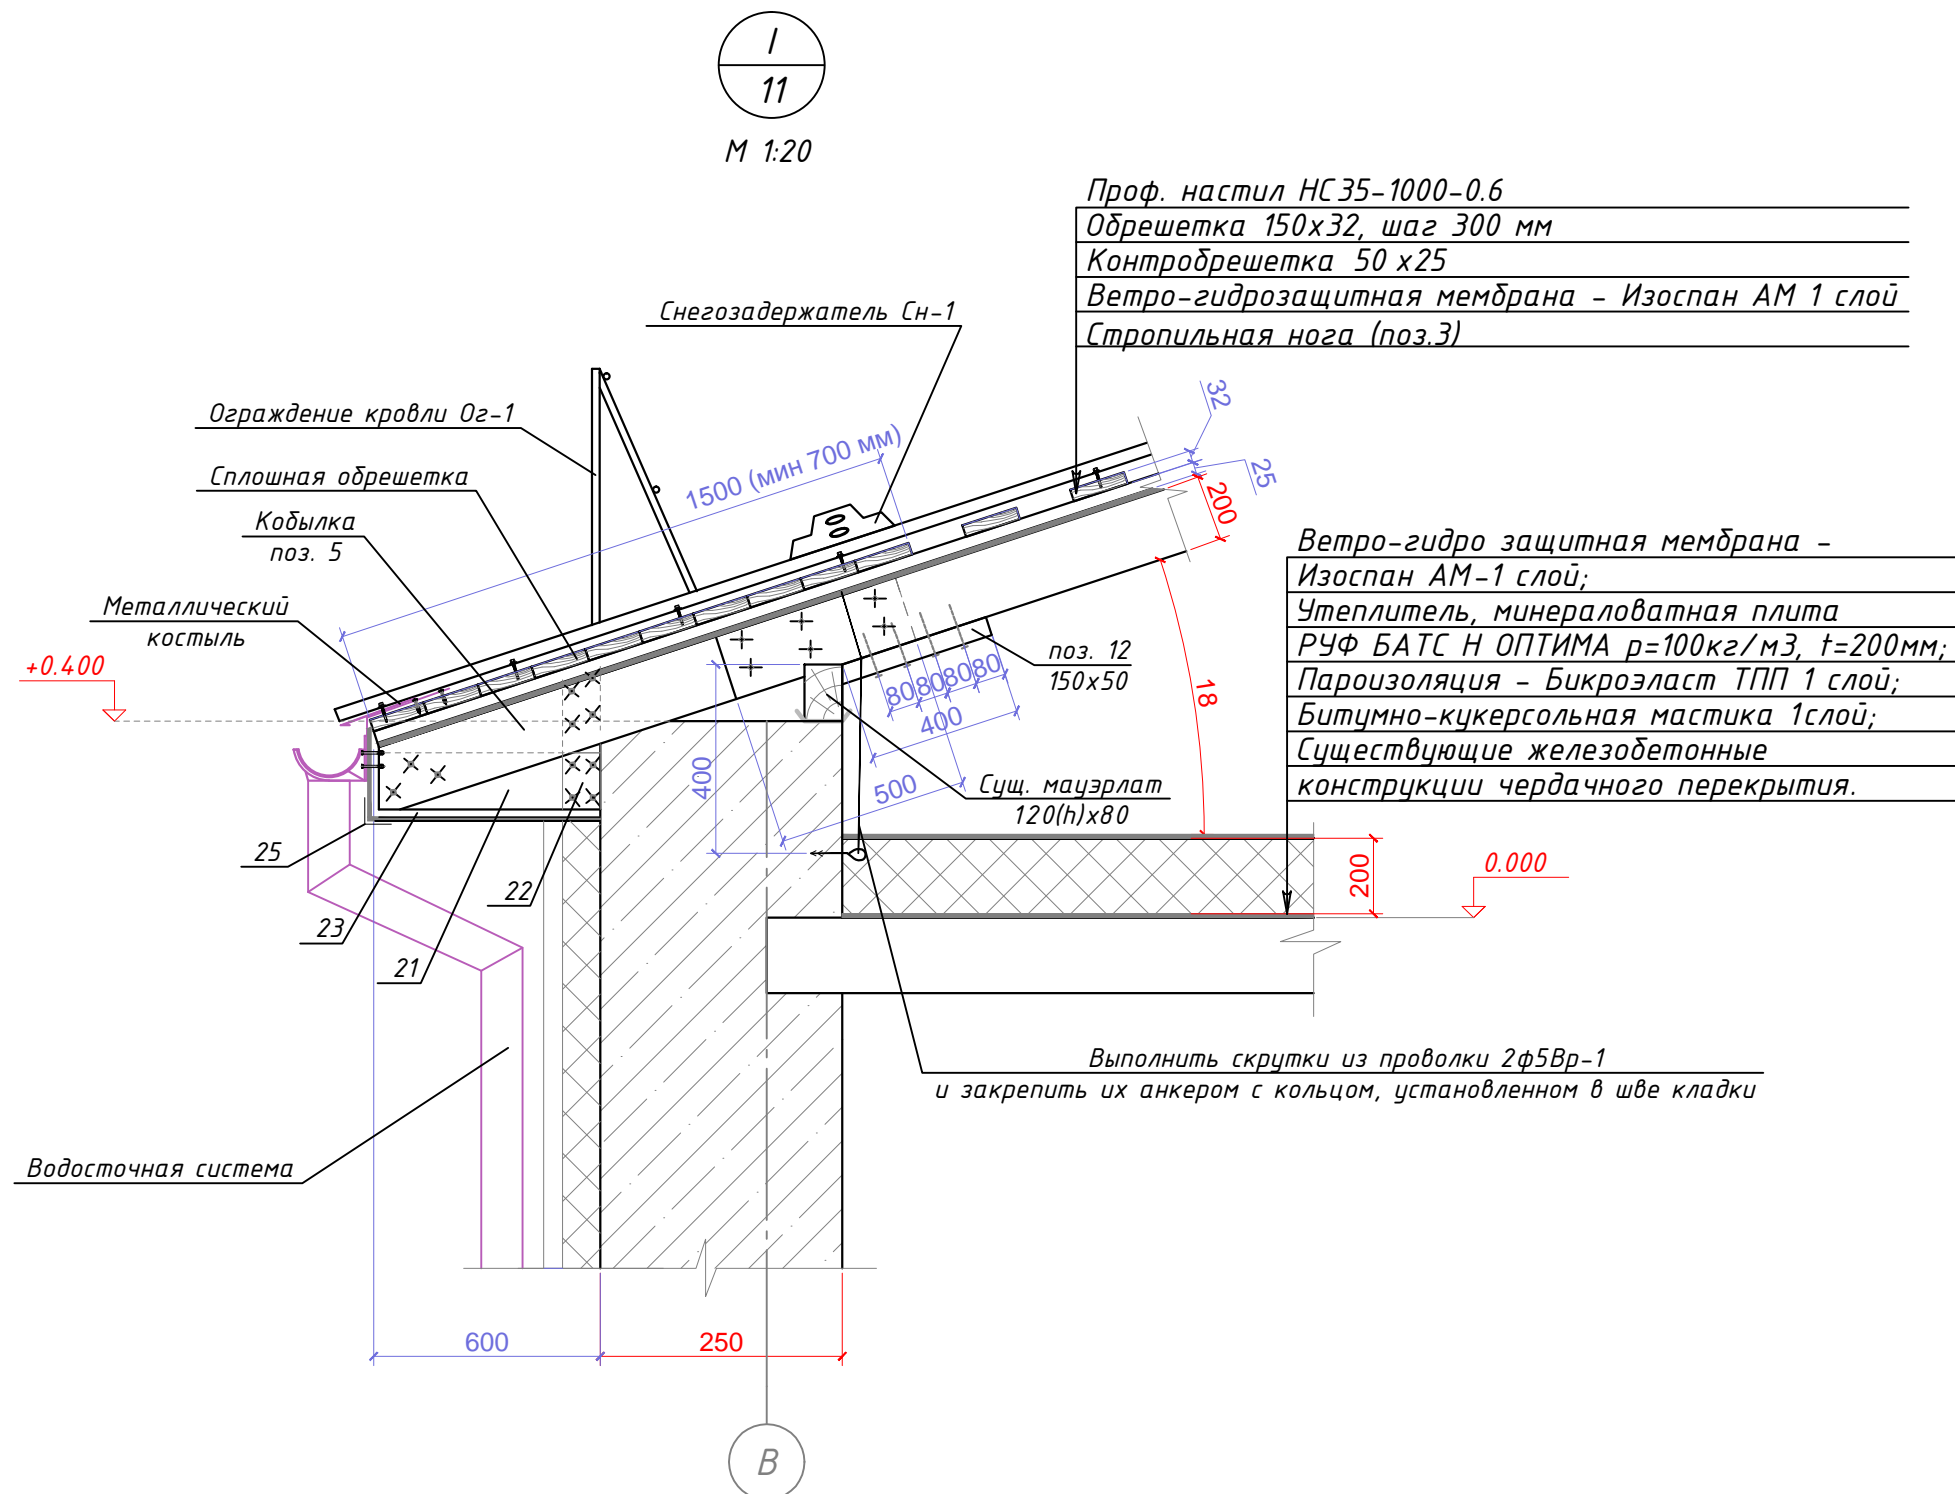 I
11
М 1:20
Проф. настил НС35-1000-0.6
Обрешетка 150х32, шаг 300 мм
Контробрешетка 50 х25
Ветро-гидрозащитная мембрана - Изоспан АМ 1 слой
Стропильная нога (поз.3)
Снегозадержатель Сн-1
Ограждение кровли Ог-1
Сплошная обрешетка
Кобылка
поз. 5
Металлический
костыль
+0.400
1500 (мин 700 мм)
32
25
200
Ветро-гидро защитная мембрана -
Изоспан АМ-1 слой;
Утеплитель, минераловатная плита
РУФ БАТС Н ОПТИМА р=100кг/м3, t=200мм;
Пароизоляция - Бикроэласт ТПП 1 слой;
Битумно-кукерсольная мастика 1слой;
Существующие железобетонные
конструкции чердачного перекрытия.
поз. 12
150х50
80
80
80
80
400
500
400
18
Сущ. мауэрлат
120(h)х80
200
0.000
25
23
21
22
Выполнить скрутки из проволки 2ф5Вр-1
и закрепить их анкером с кольцом, установленном в шве кладки
Водосточная система
600
250
В